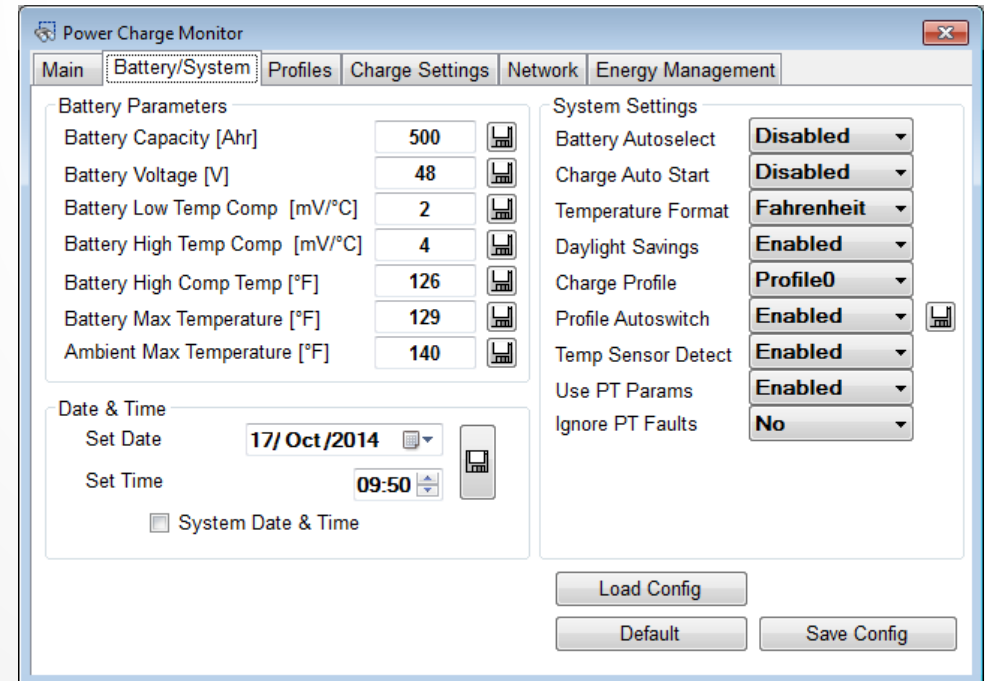 Power Charge Monitor
Main Battery/System Profiles Charge Settings Network Energy Management
Battery Parameters
Battery Capacity [Ahr] 500
Battery Voltage [V] 48
Battery Low Temp Comp [mV/°C] 2
Battery High Temp Comp [mV/°C] 4
Battery High Comp Temp [°F] 126
Battery Max Temperature [°F] 129
Ambient Max Temperature [°F] 140
Date & Time
Set Date 17/ Oct /2014
Set Time 09:50
System Date & Time
System Settings
Battery Autoselect Disabled
Charge Auto Start Disabled
Temperature Format Fahrenheit
Daylight Savings Enabled
Charge Profile Profile0
Profile Autoswitch Enabled
Temp Sensor Detect Enabled
Use PT Params Enabled
Ignore PT Faults No
Load Config
Default Save Config